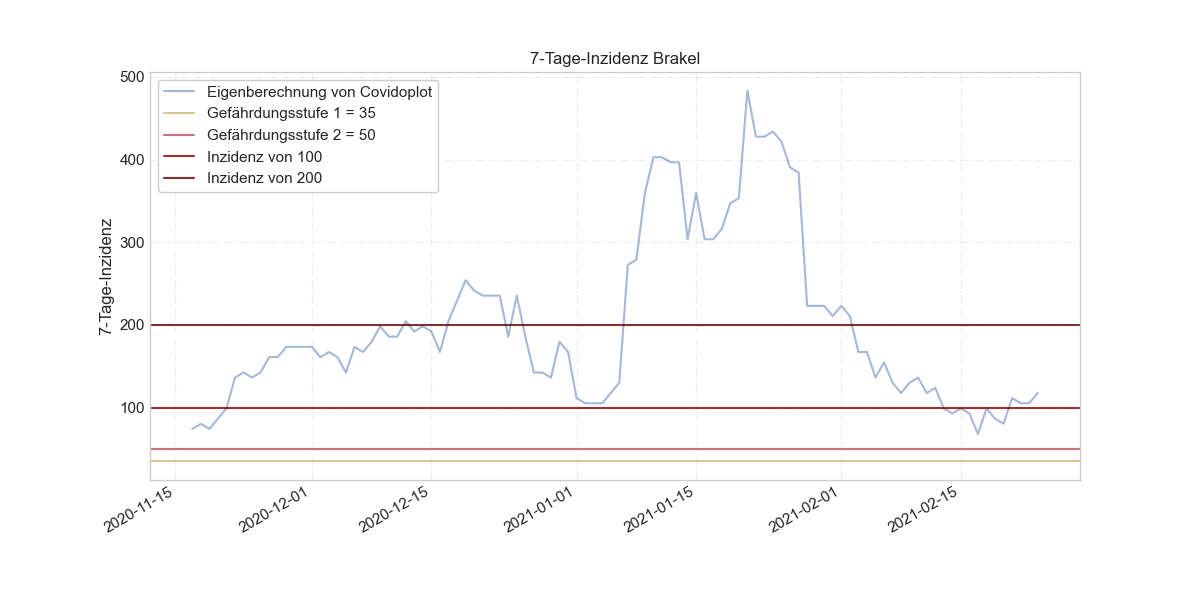 7-Tage-Inzidenz Brakel
500
400
300
200
100
7-Tage-Inzidenz
Eigenberechnung von Covidoplot
Gefährdungsstufe 1 = 35
Gefährdungsstufe 2 = 50
Inzidenz von 100
Inzidenz von 200
2020-11-15
2020-12-01
2020-12-15
2021-01-01
2021-01-15
2021-02-01
2021-02-15